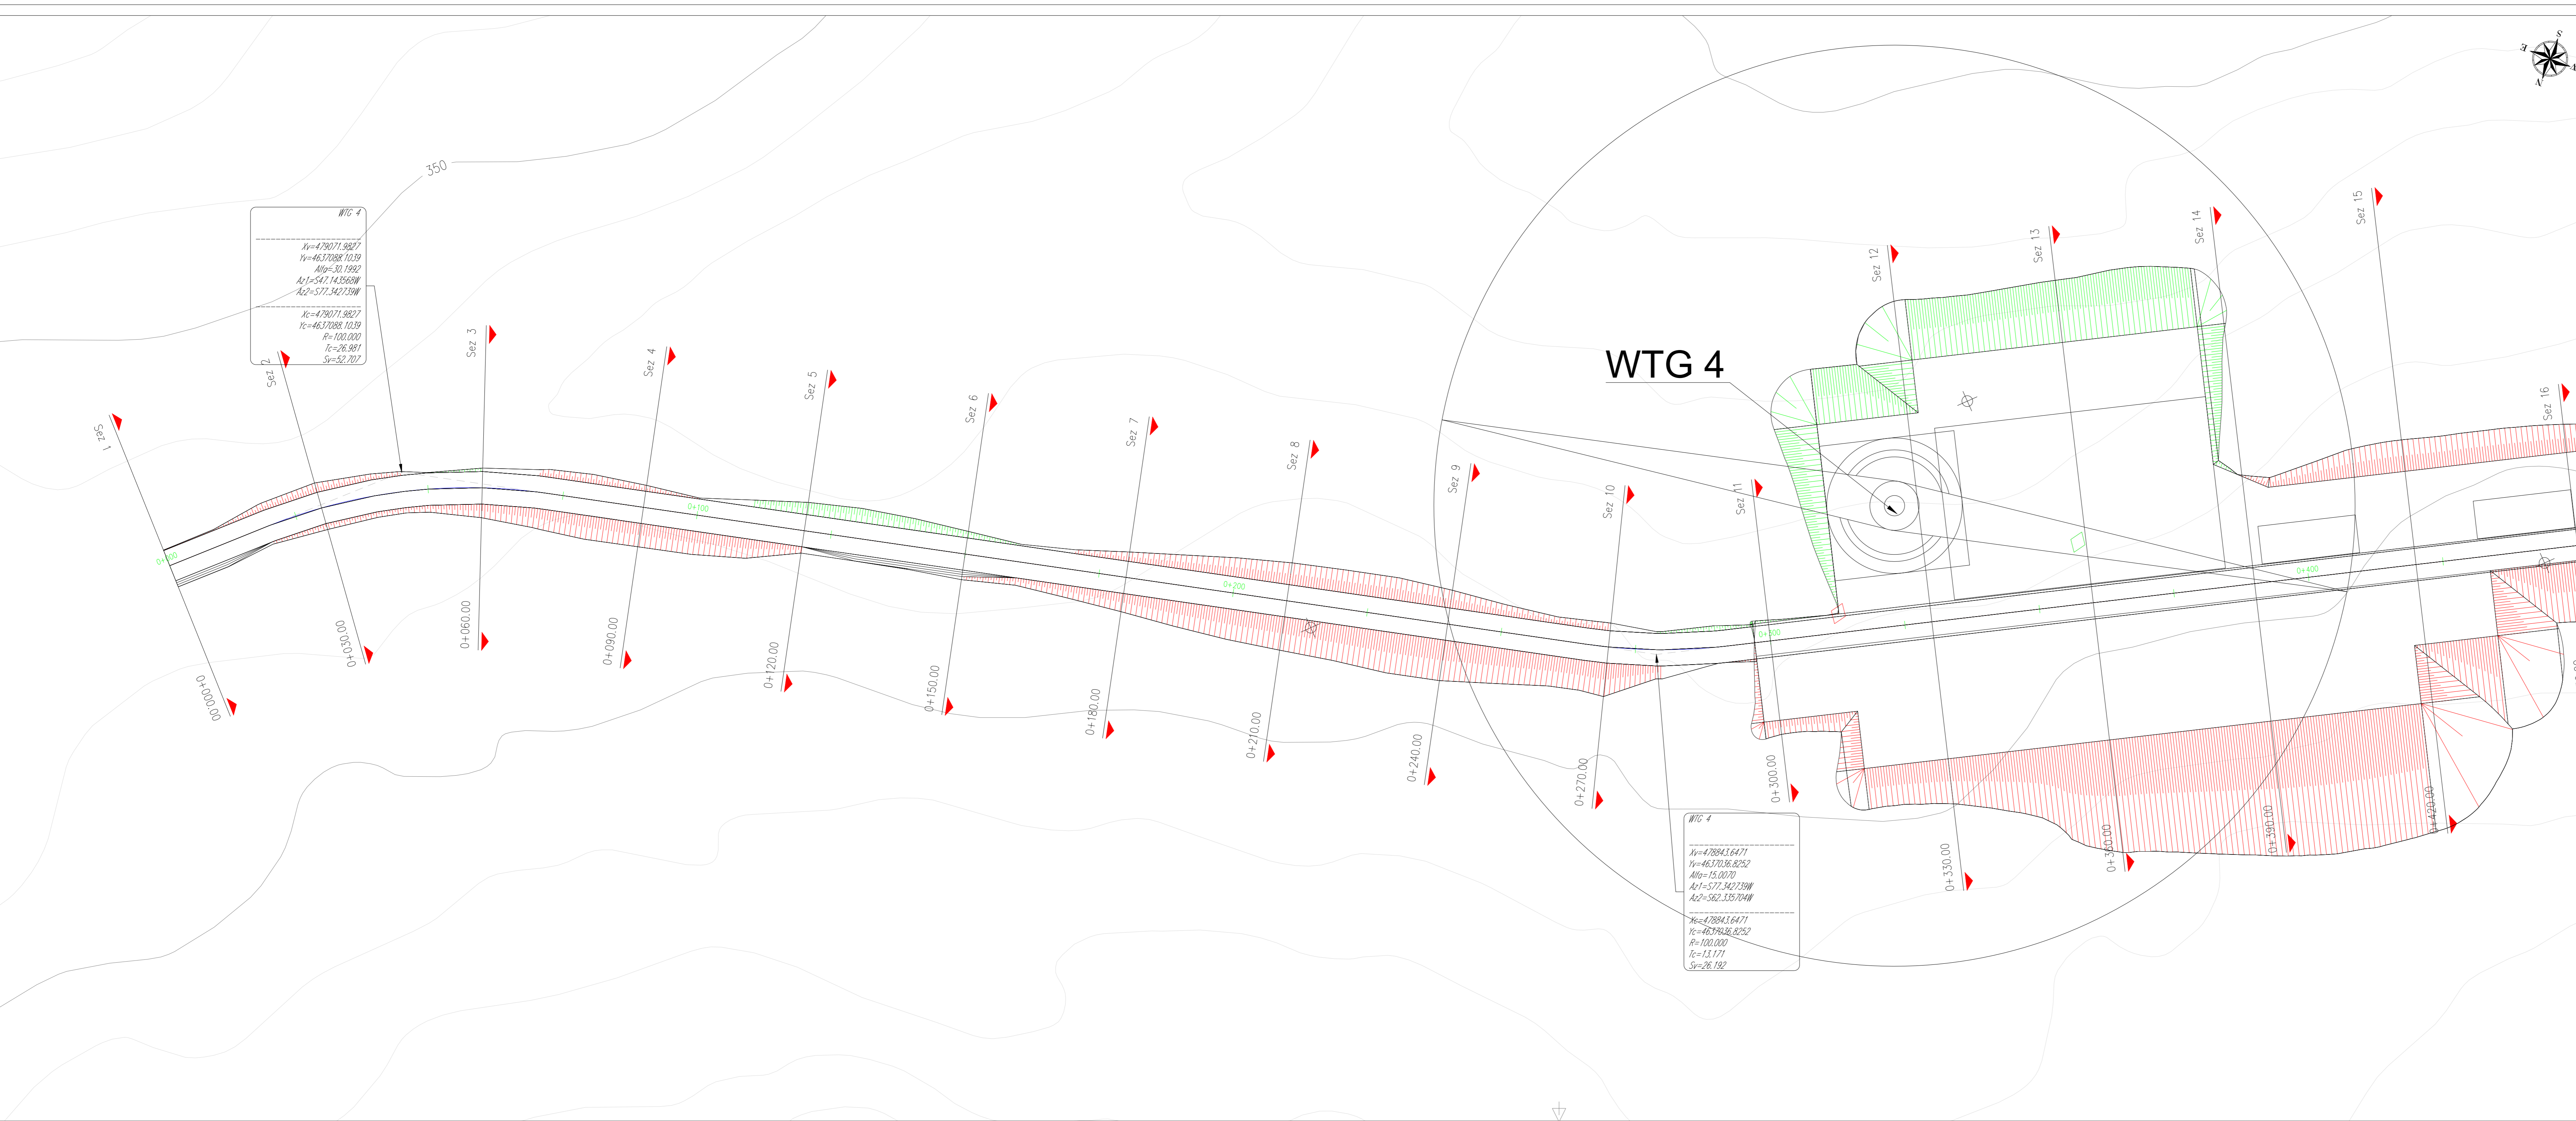 S
E
N
350
WTG 4
Xv=479071.9827
Yv=4637088.1039
Alfa=30.1992
Az1=S47.143568W
Az2=S77.342739W
Xc=479071.9827
Yc=4637088.1039
R=100.000
Tc=26.981
Sv=52.707
Sez 1
Sez 2
Sez 3
Sez 4
Sez 5
Sez 6
Sez 7
Sez 8
Sez 9
Sez 10
Sez 11
Sez 12
Sez 13
Sez 14
Sez 15
Sez 16
WTG 4
0+000
0+100
0+200
0+300
0+400
0+000.00
0+030.00
0+060.00
0+090.00
0+120.00
0+150.00
0+180.00
0+210.00
0+240.00
0+270.00
0+300.00
0+330.00
0+360.00
0+390.00
0+420.00
WTG 4
Xv=478843.6471
Yv=4637036.8252
Alfa=15.0070
Az1=S77.342739W
Az2=S62.335704W
Xc=478843.6471
Yc=4637036.8252
R=100.000
Tc=13.171
Sv=26.192